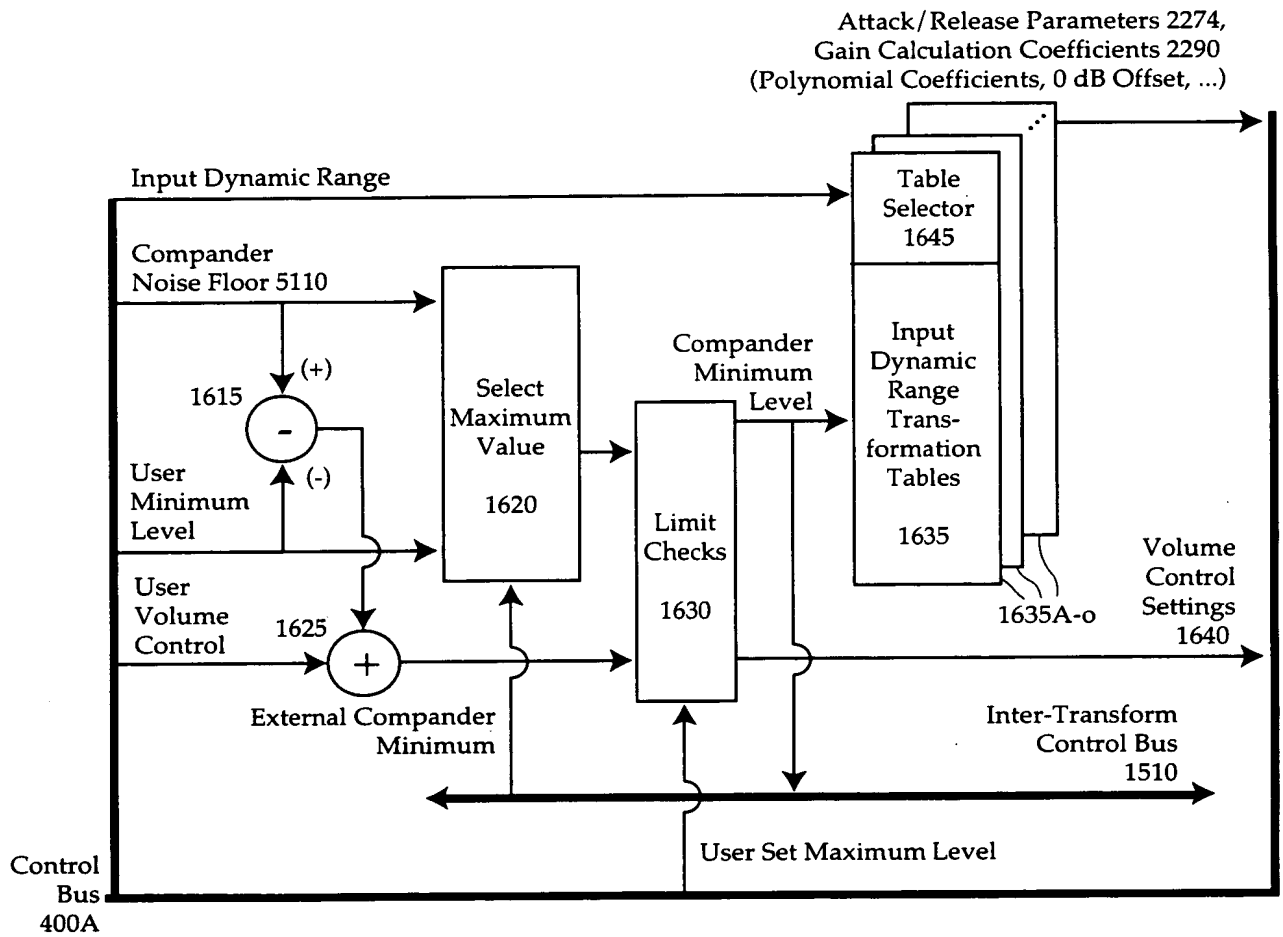 Attack/Release Parameters 2274,
Gain Calculation Coefficients 2290
(Polynomial Coefficients, 0 dB Offset, ...)
Input Dynamic Range
Table
Selector
1645
Compander
Noise Floor 5110
(+)
1615
-
(-)
User
Minimum
Level
Select
Maximum
Value
1620
Compander
Minimum
Level
Input
Dynamic
Range
Trans-
formation
Tables
1635
Limit
Checks
1630
1635A-o
User
Volume
Control
1625
+
External Compander
Minimum
Volume
Control
Settings
1640
Inter-Transform
Control Bus
1510
User Set Maximum Level
Control
Bus
400A